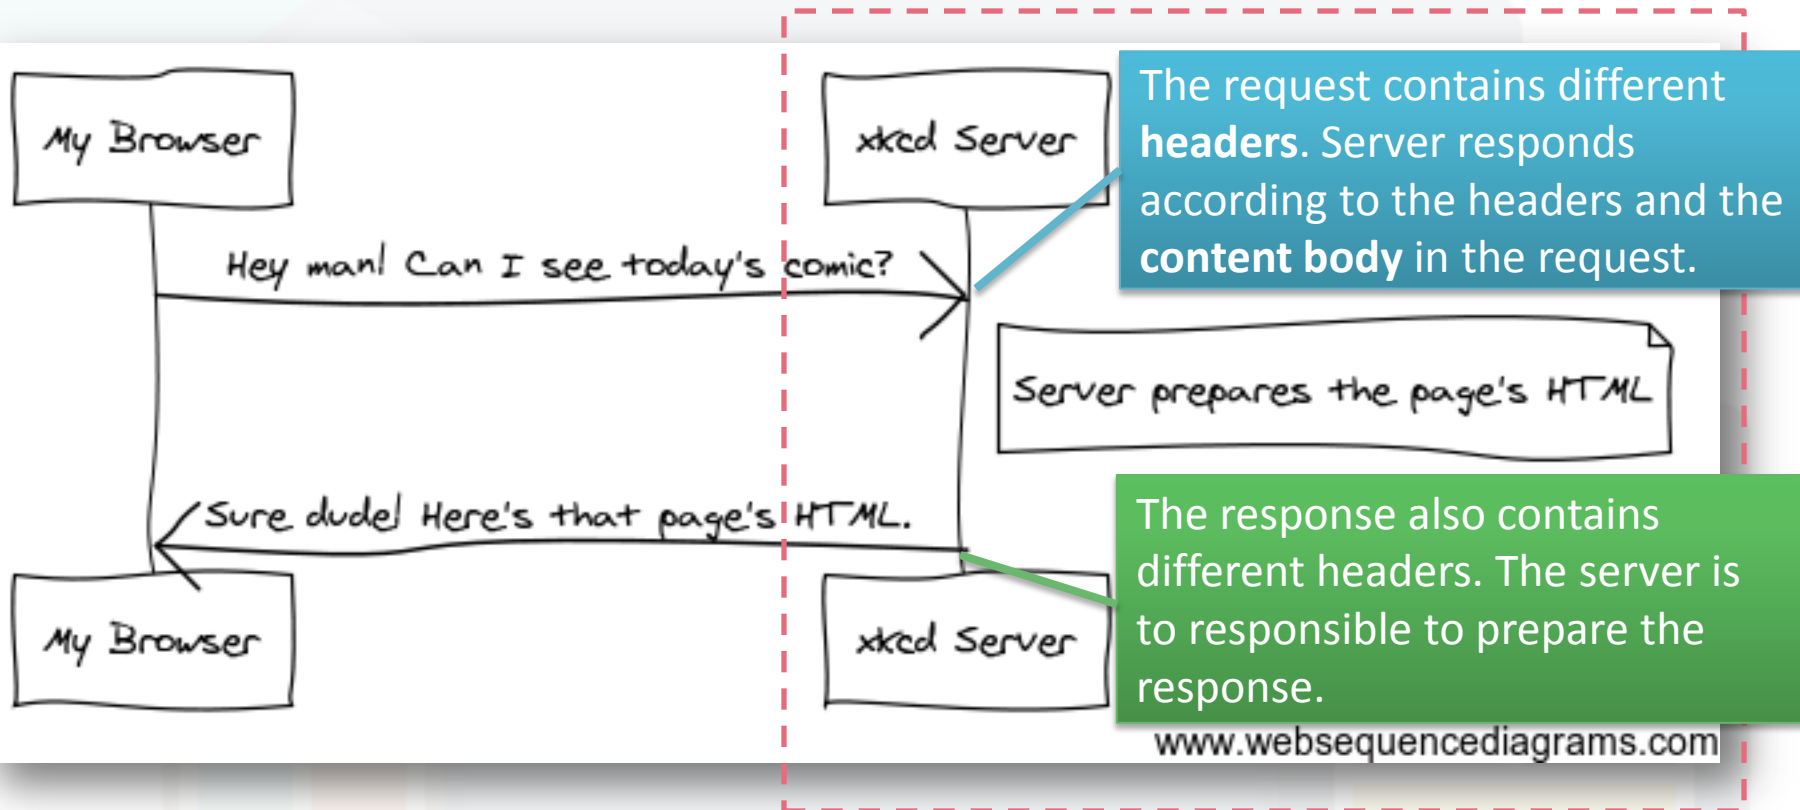 My Browser
xkcd Server
The request contains different
headers. Server responds
according to the headers and the
content body in the request.
Hey man! Can I see today's comic?
Server prepares the page's HTML
Sure dude! Here's that page's HTML.
The response also contains
different headers. The server is
to responsible to prepare the
response.
My Browser
xkcd Server
www.websequencediagrams.com